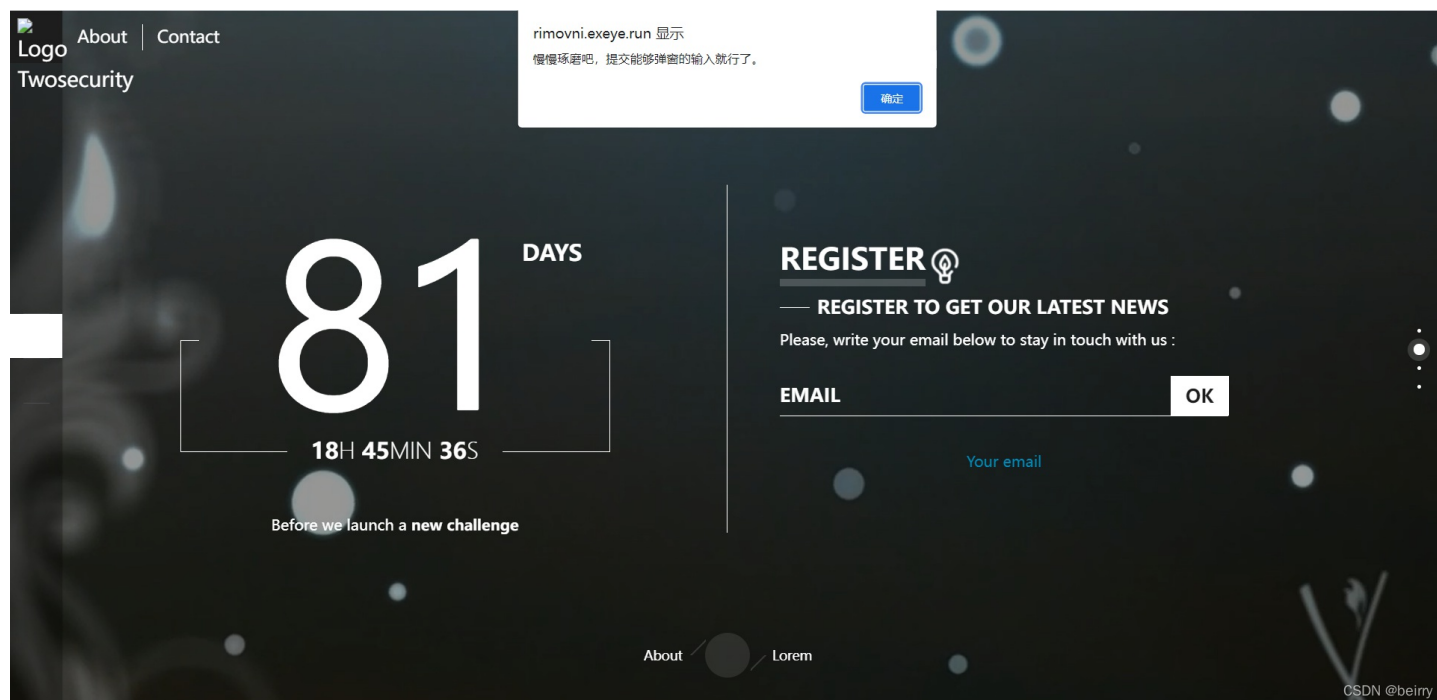 Logo
Twosecurity
About
Contact
rimovni.exeye.run 显示
慢慢琢磨吧，提交能够弹窗的输入就行了。
确定
81
DAYS
18H 45MIN 36S
Before we launch a new challenge
REGISTER
REGISTER TO GET OUR LATEST NEWS
Please, write your email below to stay in touch with us :
EMAIL
OK
Your email
About
Lorem
CSDN @beirry